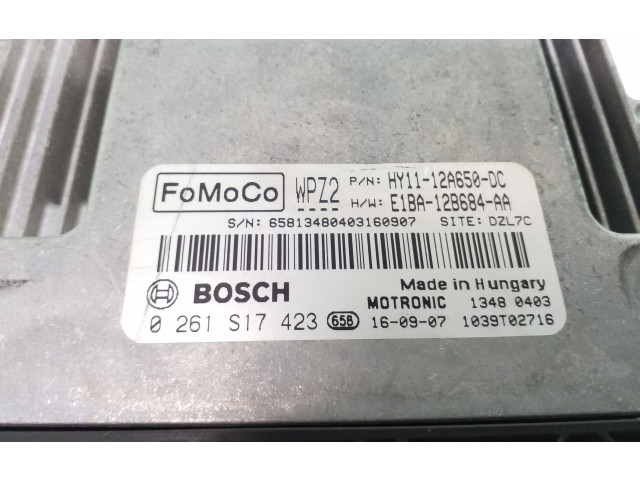 FoMoCo WPZ2 P/N: HY11-12A650-DC
H/W: E1BA-12B684-AA
S/N: 65813480403160907 SITE: DZL7C
BOSCH Made in Hungary
MOTRONIC 1348 0403
0 261 S17 423 65B 16-09-07 1039T02716